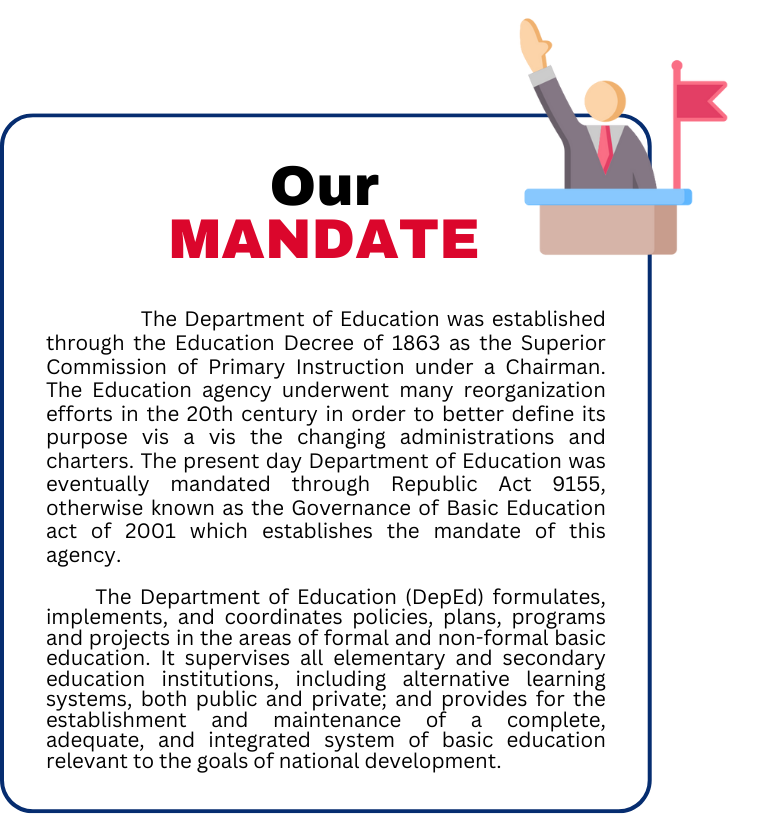 Our
MANDATE
The Department of Education was established
through the Education Decree of 1863 as the Superior
Commission of Primary Instruction under a Chairman.
The Education agency underwent many reorganization
efforts in the 20th century in order to better define its
purpose vis a vis the changing administrations and
charters. The present day Department of Education was
eventually mandated through Republic Act 9155,
otherwise known as the Governance of Basic Education
act of 2001 which establishes the mandate of this
agency.
The Department of Education (DepEd) formulates,
implements, and coordinates policies, plans, programs
and projects in the areas of formal and non-formal basic
education. It supervises all elementary and secondary
education institutions, including alternative learning
systems, both public and private; and provides for the
establishment and maintenance of a complete,
adequate, and integrated system of basic education
relevant to the goals of national development.